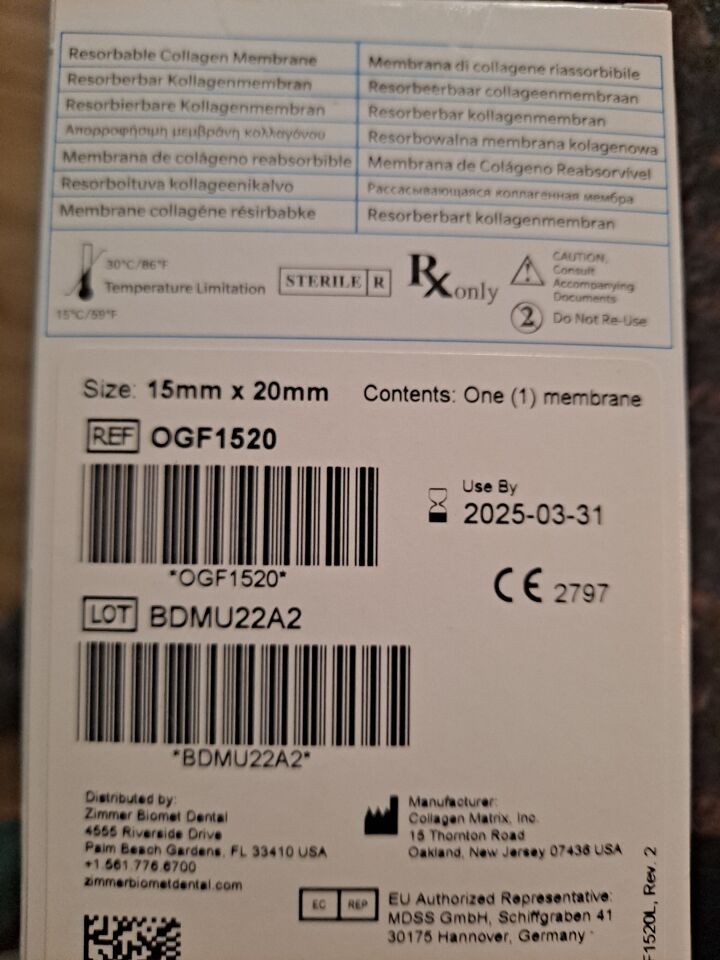 Resorbable Collagen Membrane
Resorberbar Kollagenmembran
Resorbierbare Kollagenmembran
Απορροφήσιμη μεμβράνη κολλαγόνου
Membrana de colágeno reabsorbible
Resorboituva kollageenikalvo
Membrane collagéne résirbabke
Membrana di collagene riassorbibile
Resorbeerbaar collageenmembraan
Resorberbar kollagenmembran
Resorbowalna membrana kolagenowa
Membrana de Colágeno Reabsorvível
Рассасывающаяся коллагенная мембра
Resorberbart kollagenmembran
30°C/86°F
Temperature Limitation
15°C/59°F
STERILE R
Rx only
CAUTION,
Consult
Accompanying
Documents
2 Do Not Re-Use
Size: 15mm x 20mm
Contents: One (1) membrane
REF OGF1520
*OGF1520*
Use By
2025-03-31
CE 2797
LOT BDMU22A2
*BDMU22A2*
Distributed by:
Zimmer Biomet Dental
4555 Riverside Drive
Palm Beach Gardens, FL 33410 USA
+1.561.776.6700
zimmerbiometdental.com
Manufacturer:
Collagen Matrix, Inc.
15 Thornton Road
Oakland, New Jersey 07436 USA
EC REP
EU Authorized Representative:
MDSS GmbH, Schiffgraben 41
30175 Hannover, Germany
F1520L, Rev. 2